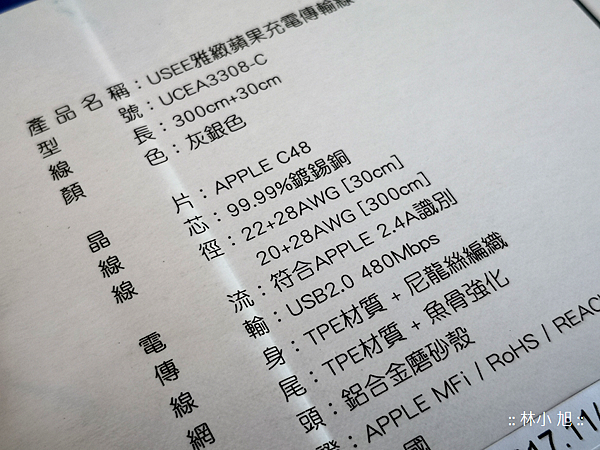 產品名稱：USEE雅緻蘋果充電傳輸線
型號：UCEA3308-C
線長：300cm+30cm
顏色：灰銀色
晶片：APPLE C48
線芯：99.99%鍍錫銅
線徑：22+28AWG [30cm]
20+28AWG [300cm]
電流：符合APPLE 2.4A識別
傳輸：USB2.0 480Mbps
線身：TPE材質 + 尼龍絲編織
網尾：TPE材質 + 魚骨強化
頭：鋁合金磨砂殼
證：APPLE MFi / RoHS / REACH
國
:: 林小旭 ::